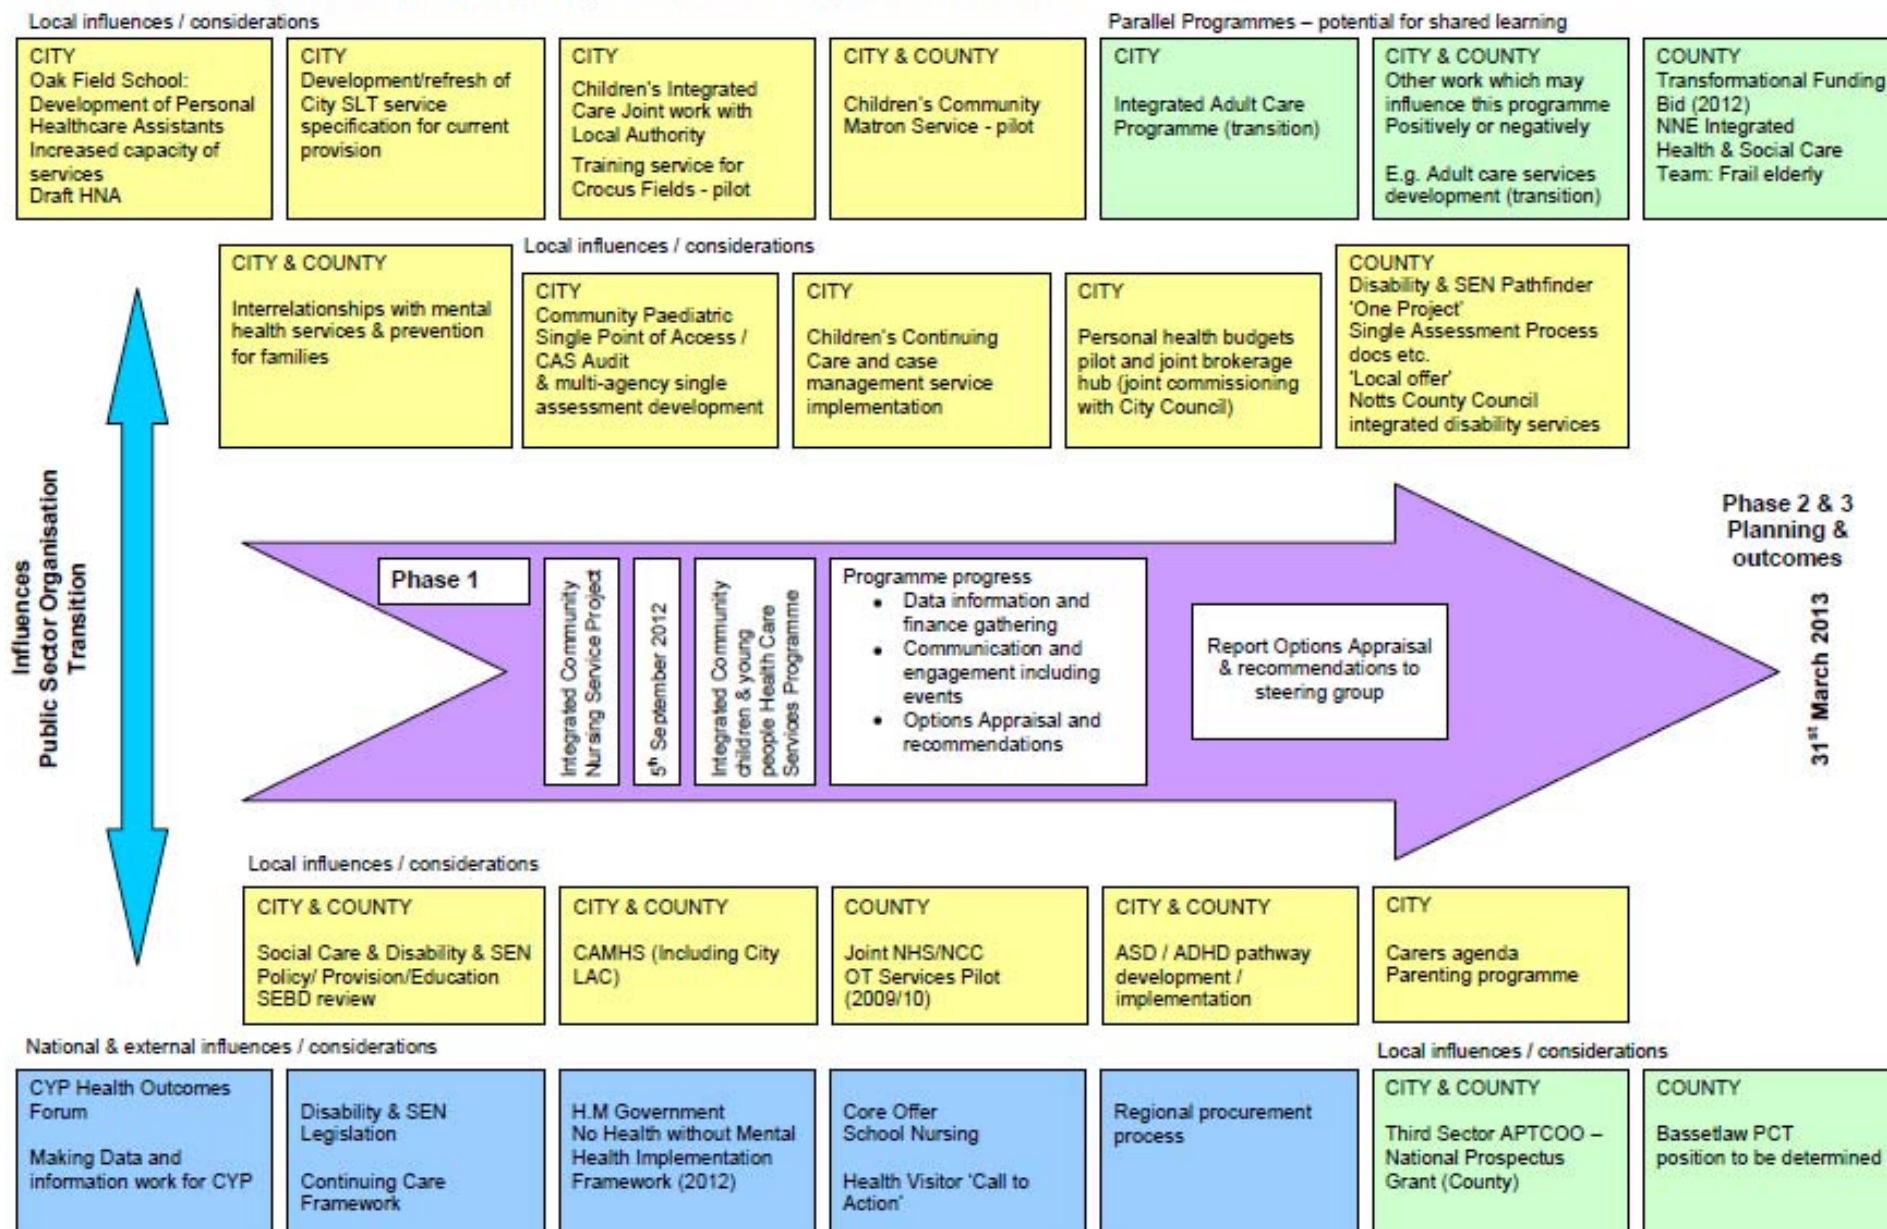 Local influences / considerations
Parallel Programmes – potential for shared learning
CITY
Oak Field School:
Development of Personal
Healthcare Assistants
Increased capacity of
services
Draft HNA
CITY
Development/refresh of
City SLT service
specification for current
provision
CITY
Children's Integrated
Care Joint work with
Local Authority
Training service for
Crocus Fields - pilot
CITY & COUNTY
Children's Community
Matron Service - pilot
CITY
Integrated Adult Care
Programme (transition)
CITY & COUNTY
Other work which may
influence this programme
Positively or negatively
E.g. Adult care services
development (transition)
COUNTY
Transformational Funding
Bid (2012)
NNE Integrated
Health & Social Care
Team: Frail elderly
Local influences / considerations
CITY & COUNTY
Interrelationships with mental
health services & prevention
for families
CITY
Community Paediatric
Single Point of Access /
CAS Audit
& multi-agency single
assessment development
CITY
Children's Continuing
Care and case
management service
implementation
CITY
Personal health budgets
pilot and joint brokerage
hub (joint commissioning
with City Council)
COUNTY
Disability & SEN Pathfinder
'One Project'
Single Assessment Process
docs etc.
'Local offer'
Notts County Council
integrated disability services
Influences
Public Sector Organisation
Transition
Phase 1
Integrated Community
Nursing Service Project
5th September 2012
Integrated Community
children & young
people Health Care
Services Programme
Programme progress
• Data information and
finance gathering
• Communication and
engagement including
events
• Options Appraisal and
recommendations
Report Options Appraisal
& recommendations to
steering group
Phase 2 & 3
Planning &
outcomes
31st March 2013
Local influences / considerations
CITY & COUNTY
Social Care & Disability & SEN
Policy/ Provision/Education
SEBD review
CITY & COUNTY
CAMHS (Including City
LAC)
COUNTY
Joint NHS/NCC
OT Services Pilot
(2009/10)
CITY & COUNTY
ASD / ADHD pathway
development /
implementation
CITY
Carers agenda
Parenting programme
National & external influences / considerations
Local influences / considerations
CYP Health Outcomes
Forum
Making Data and
information work for CYP
Disability & SEN
Legislation
Continuing Care
Framework
H.M Government
No Health without Mental
Health Implementation
Framework (2012)
Core Offer
School Nursing
Health Visitor 'Call to
Action'
Regional procurement
process
CITY & COUNTY
Third Sector APTCOO –
National Prospectus
Grant (County)
COUNTY
Bassetlaw PCT
position to be determined